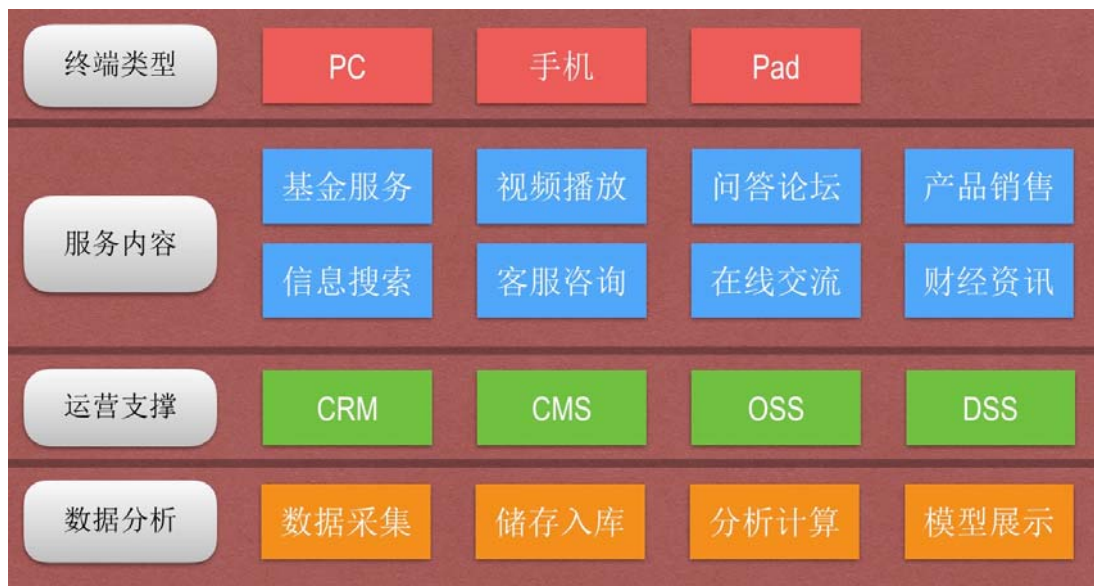 终端类型 PC 手机 Pad
基金服务 视频播放 问答论坛 产品销售
服务内容
信息搜索 客服咨询 在线交流 财经资讯
运营支撑 CRM CMS OSS DSS
数据分析 数据采集 储存入库 分析计算 模型展示